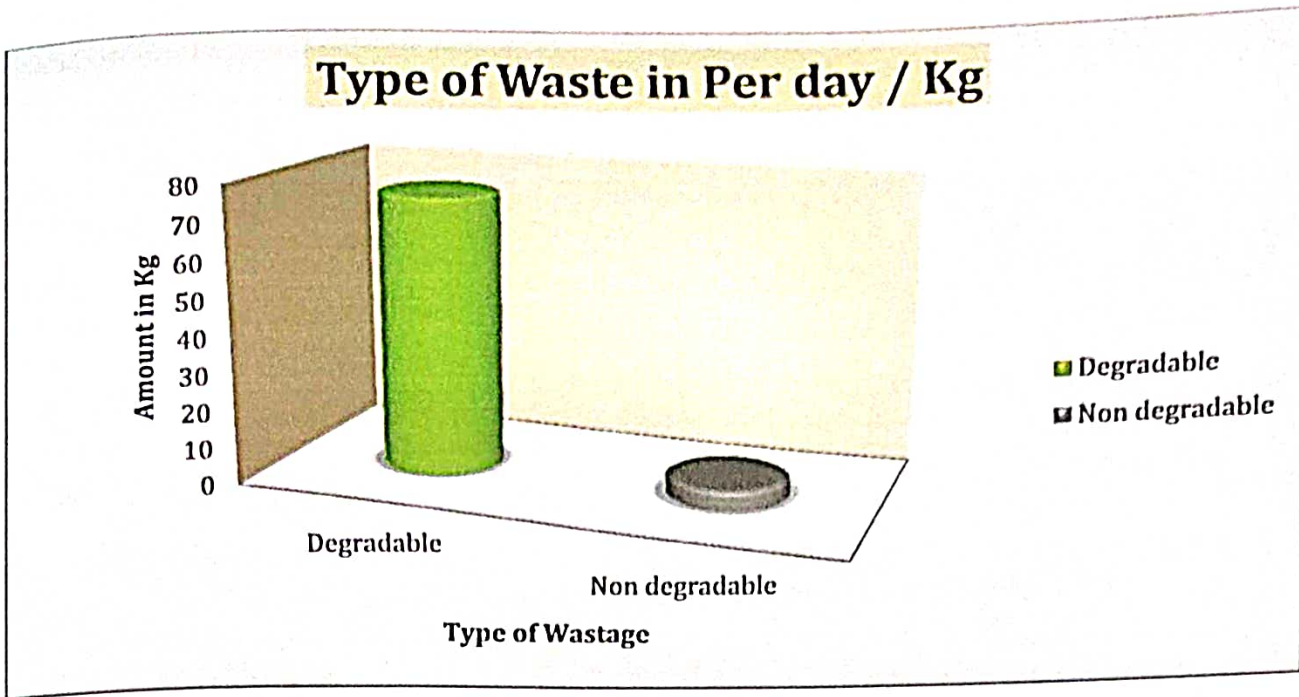 Type of Waste in Per day / Kg
80
70
60
50
40
30
20
10
0
Amount in Kg
Degradable
Non degradable
Type of Wastage
Degradable
Non degradable